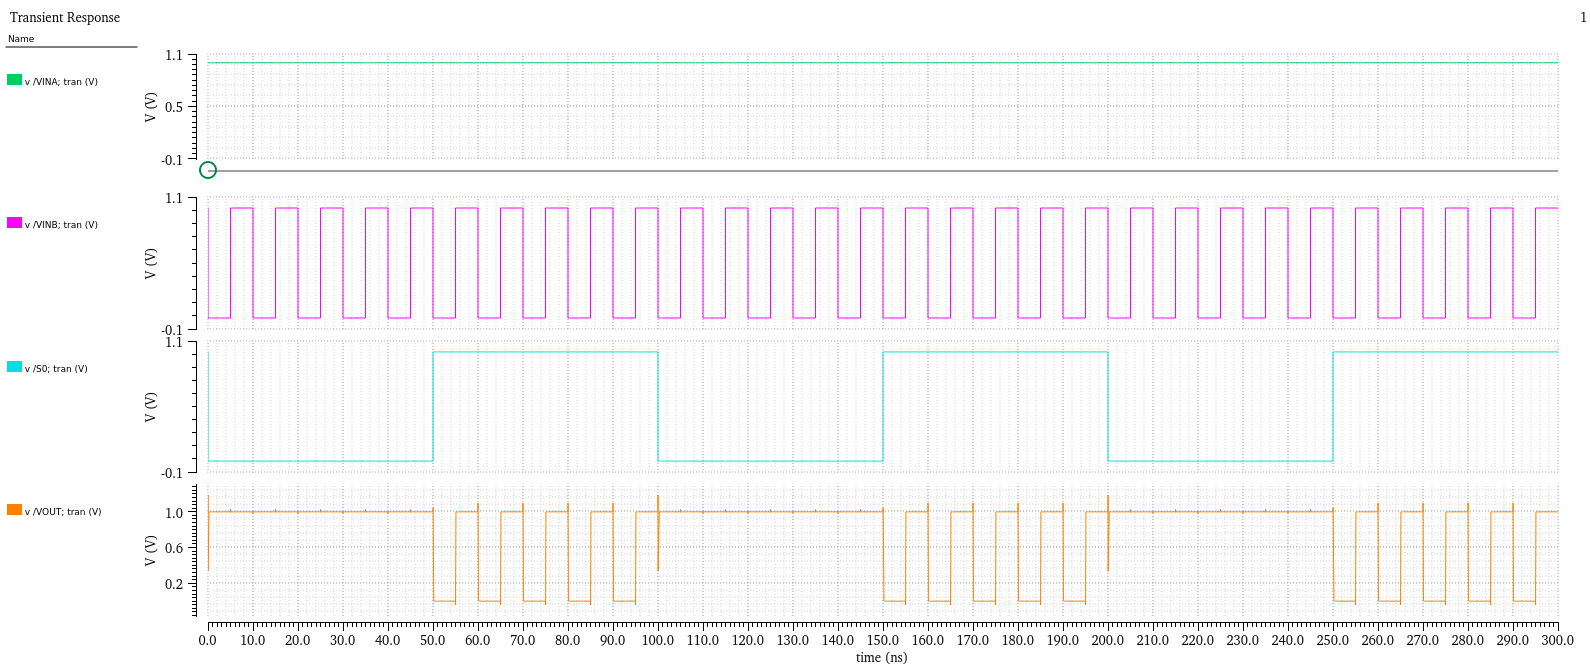 Transient Response
1
Name
v /VINA; tran (V)
1.1
0.5
-0.1
V (V)
v /VINB; tran (V)
1.1
-0.1
V (V)
v /S0; tran (V)
1.1
-0.1
V (V)
v /VOUT; tran (V)
1.0
0.6
0.2
V (V)
0.0 10.0 20.0 30.0 40.0 50.0 60.0 70.0 80.0 90.0 100.0 110.0 120.0 130.0 140.0 150.0 160.0 170.0 180.0 190.0 200.0 210.0 220.0 230.0 240.0 250.0 260.0 270.0 280.0 290.0 300.0
time (ns)